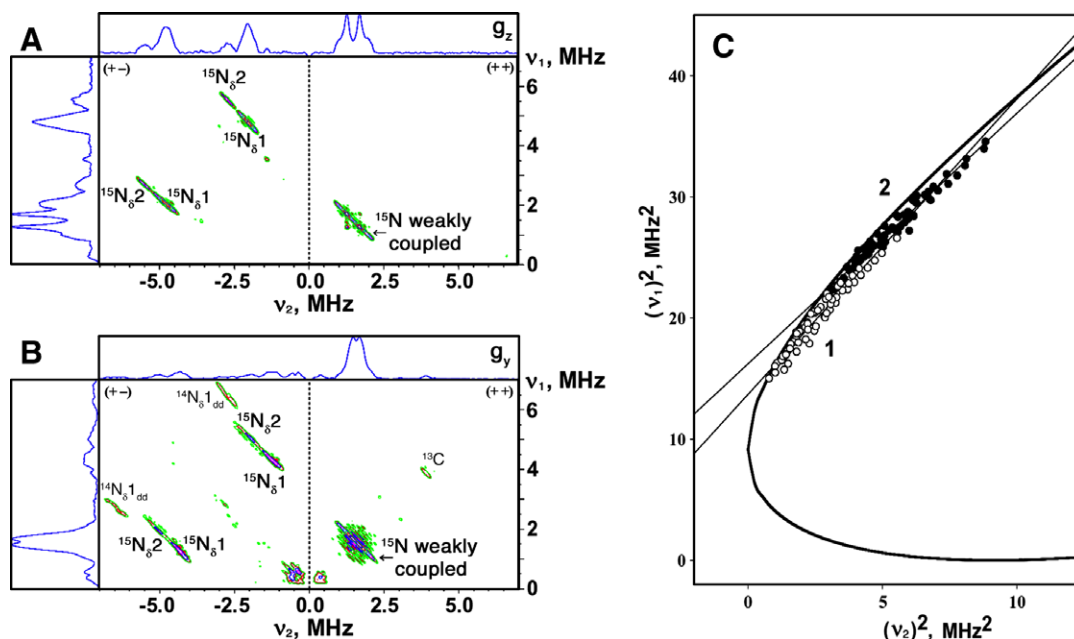 A
g_z
ν₁, MHz
(+-)
(++)
¹⁵N_δ2
¹⁵N_δ1
¹⁵N_δ2
¹⁵N_δ1
¹⁵N weakly
← coupled
6
4
2
0
-5.0 -2.5 0.0 2.5 5.0
ν₂, MHz
B
g_y
ν₁, MHz
(+-)
(++)
¹⁴N_δ1_dd
¹⁵N_δ2
¹⁵N_δ1
¹³C
¹⁴N_δ1_dd
¹⁵N_δ2
¹⁵N_δ1
¹⁵N weakly
← coupled
6
4
2
0
-5.0 -2.5 0.0 2.5 5.0
ν₂, MHz
C
(ν₁)², MHz²
40
30
20
10
0
2
1
0 5 10
(ν₂)², MHz²